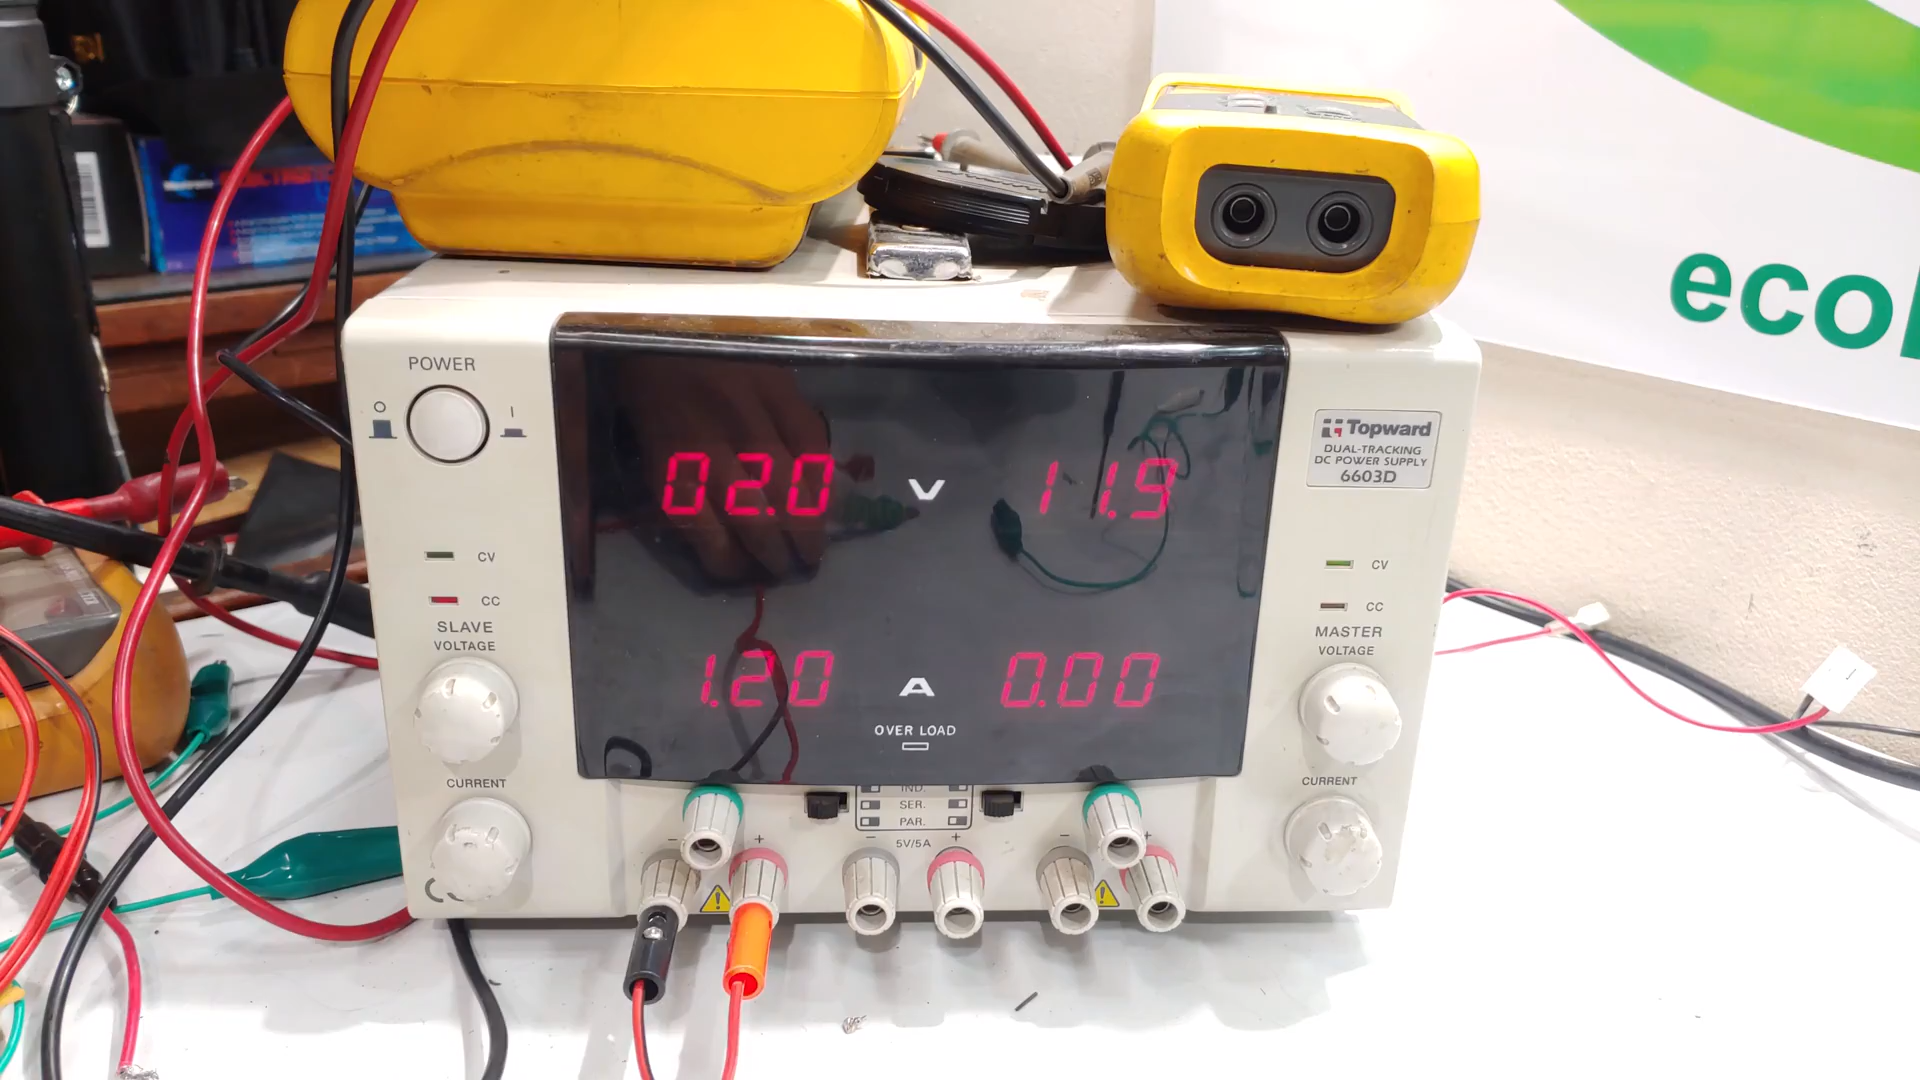 POWER
O
I
Topward
DUAL-TRACKING
DC POWER SUPPLY
6603D
eco
02.0 V 11.9
CV
CC
CV
CC
SLAVE
VOLTAGE
MASTER
VOLTAGE
1.20 A 0.00
OVER LOAD
CURRENT
CURRENT
IND.
SER.
PAR.
5V/5A
- +
- +
- +
CE